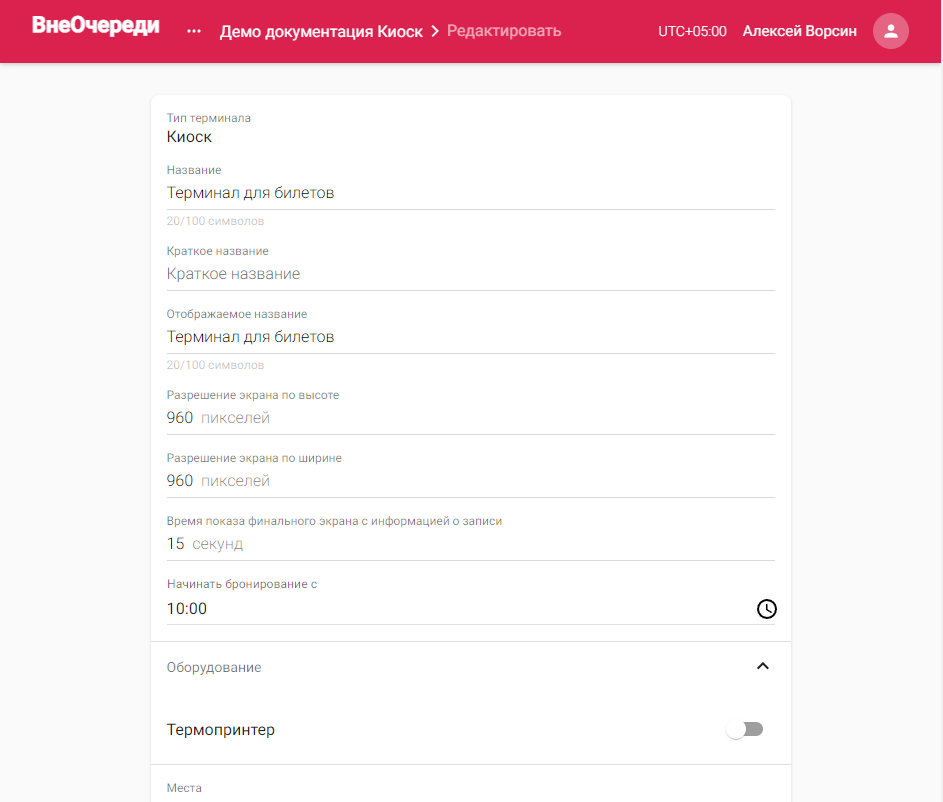 ВнеОчереди ... Демо документация Киоск > Редактировать UTC+05:00 Алексей Ворсин
Тип терминала
Киоск
Название
Терминал для билетов
20/100 символов
Краткое название
Краткое название
Отображаемое название
Терминал для билетов
20/100 символов
Разрешение экрана по высоте
960 пикселей
Разрешение экрана по ширине
960 пикселей
Время показа финального экрана с информацией о записи
15 секунд
Начинать бронирование с
10:00
Оборудование
Термопринтер
Места